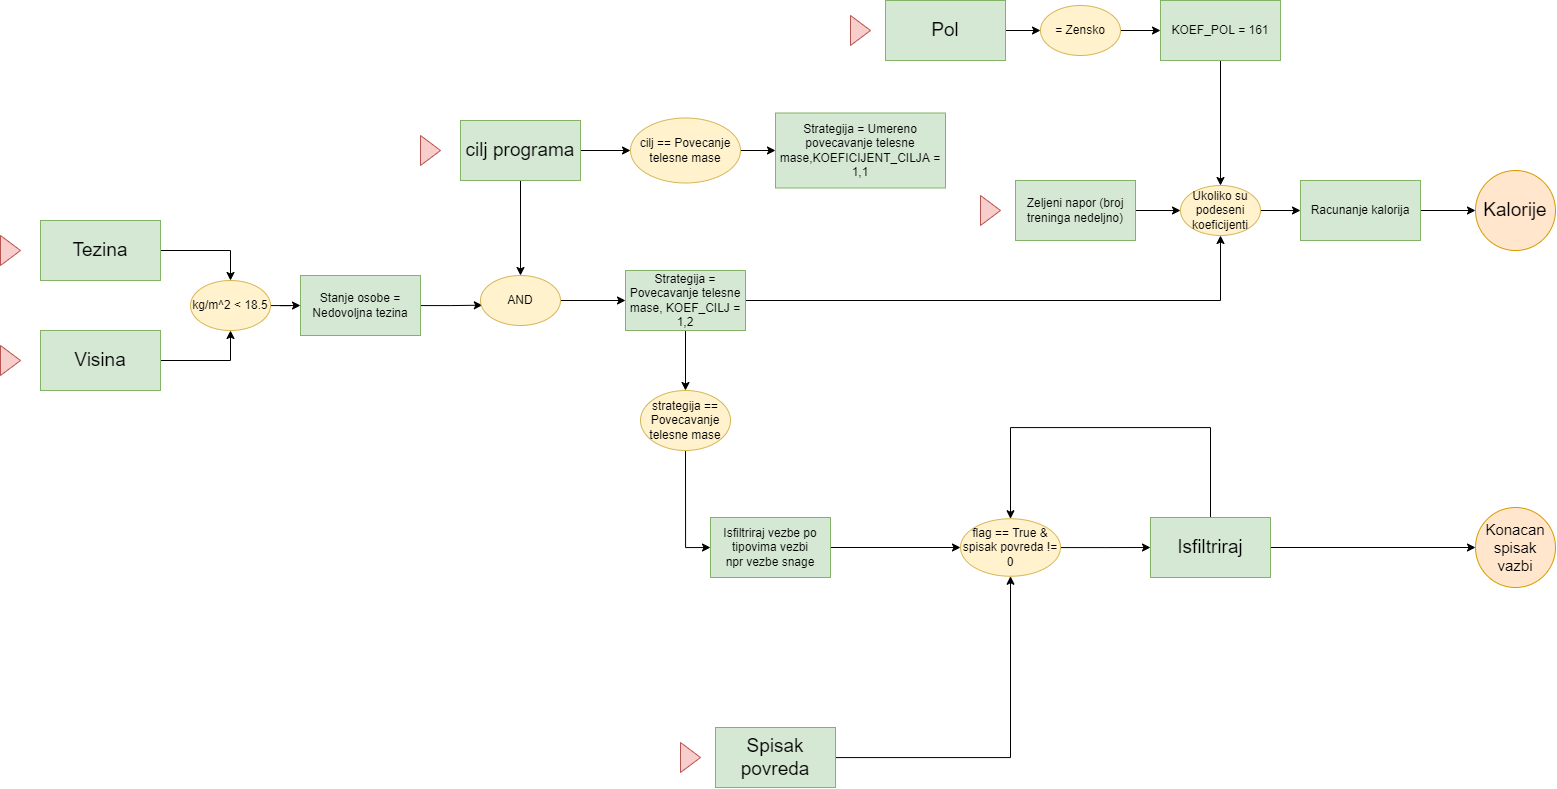 Pol
= Zensko
KOEF_POL = 161
cilj programa
cilj == Povecanje
telesne mase
Strategija = Umereno
povecavanje telesne
mase,KOEFICIJENT_CILJA =
1,1
Zeljeni napor (broj
treninga nedeljno)
Ukoliko su
podeseni
koeficijenti
Racunanje kalorija
Kalorije
Tezina
kg/m^2 < 18.5
Visina
Stanje osobe =
Nedovoljna tezina
AND
Strategija =
Povecavanje telesne
mase, KOEF_CILJ =
1,2
strategija ==
Povecavanje
telesne mase
Isfiltriraj vezbe po
tipovima vezbi
npr vezbe snage
flag == True &
spisak povreda !=
0
Isfiltriraj
Konacan
spisak
vazbi
Spisak
povreda